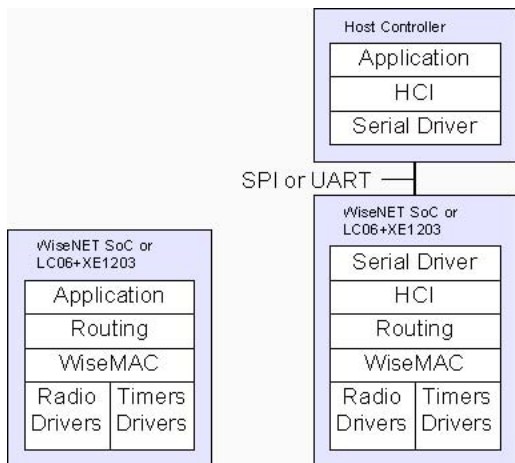 Host Controller
Application
HCI
Serial Driver
SPI or UART
WiseNET SoC or
LC06+XE1203
Serial Driver
HCI
Routing
WiseMAC
Radio Drivers
Timers Drivers
WiseNET SoC or
LC06+XE1203
Application
Routing
WiseMAC
Radio Drivers
Timers Drivers